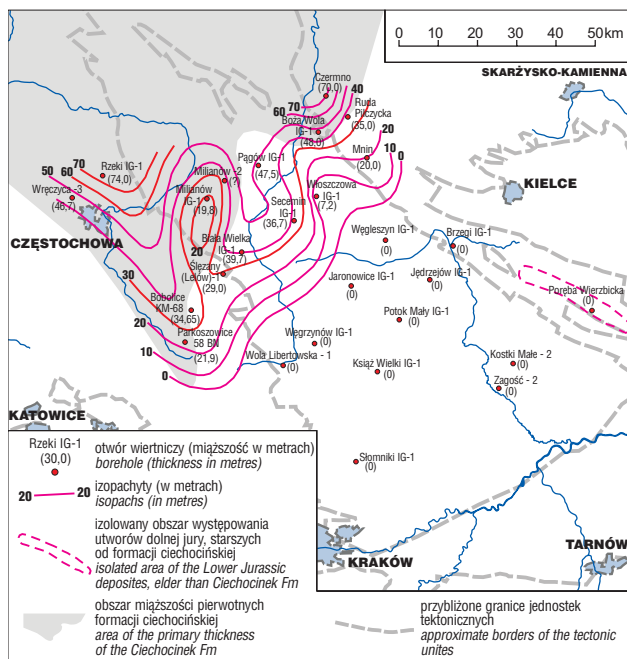 0 10 20 30 40 50 km
SKARŻYSKO-KAMIENNA
Czermno
(70,0)
40
70
60
Ruda
Pilczycka
(35,0)
Boża Wola
IG-1
(48,0)
20
10
0
Mnin
(20,0)
70
60
50
Rzeki IG-1
(74,0)
Pągów IG-1
(47,5)
Milianów -2
(?)
KIELCE
Wręczyca -3
(46,7)
Milianów
IG-1
(19,8)
Włoszczowa
IG-1
(7,2)
Secemin
IG-1
(36,7)
CZĘSTOCHOWA
20
Biała Wielka
IG-1
(39,7)
Węgleszyn IG-1
(0)
Brzegi IG-1
(0)
Ślęzany
(Lelów)-1
(29,0)
30
Jaronowice IG-1
(0)
Jędrzejów IG-1
(0)
Poręba Wierzbicka
(0)
Bobolice
KM-68
(34,65)
20
Potok Mały IG-1
(0)
Parkoszowice
58 BN
(21,9)
10
Węgrzynów IG-1
(0)
0
Wola Libertowska - 1
(0)
Książ Wielki IG-1
(0)
Kostki Małe - 2
(0)
Zagość - 2
(0)
KATOWICE
Słomniki IG-1
(0)
KRAKÓW
TARNÓW
Rzeki IG-1
(30,0)
otwór wiertniczy (miąższość w metrach)
borehole (thickness in metres)
20 20
izopachyty (w metrach)
isopachs (in metres)
izolowany obszar występowania
utworów dolnej jury, starszych
od formacji ciechocińskiej
isolated area of the Lower Jurassic
deposites, elder than Ciechocinek Fm
obszar miąższości pierwotnych
formacji ciechocińskiej
area of the primary thickness
of the Ciechocinek Fm
przybliżone granice jednostek
tektonicznych
approximate borders of the tectonic
unites